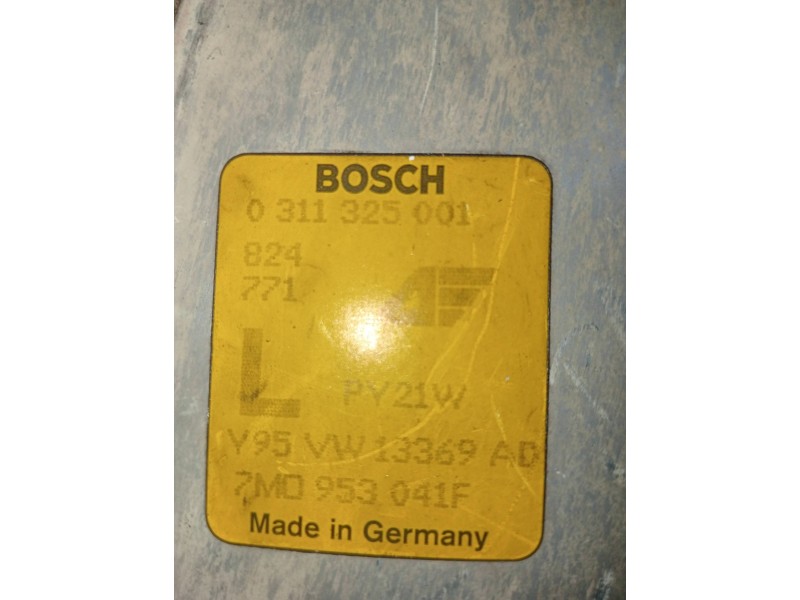 BOSCH
0 311 325 001
824
771
L
PY21W
Y95 VW 13369 AD
7M0 953 041F
Made in Germany